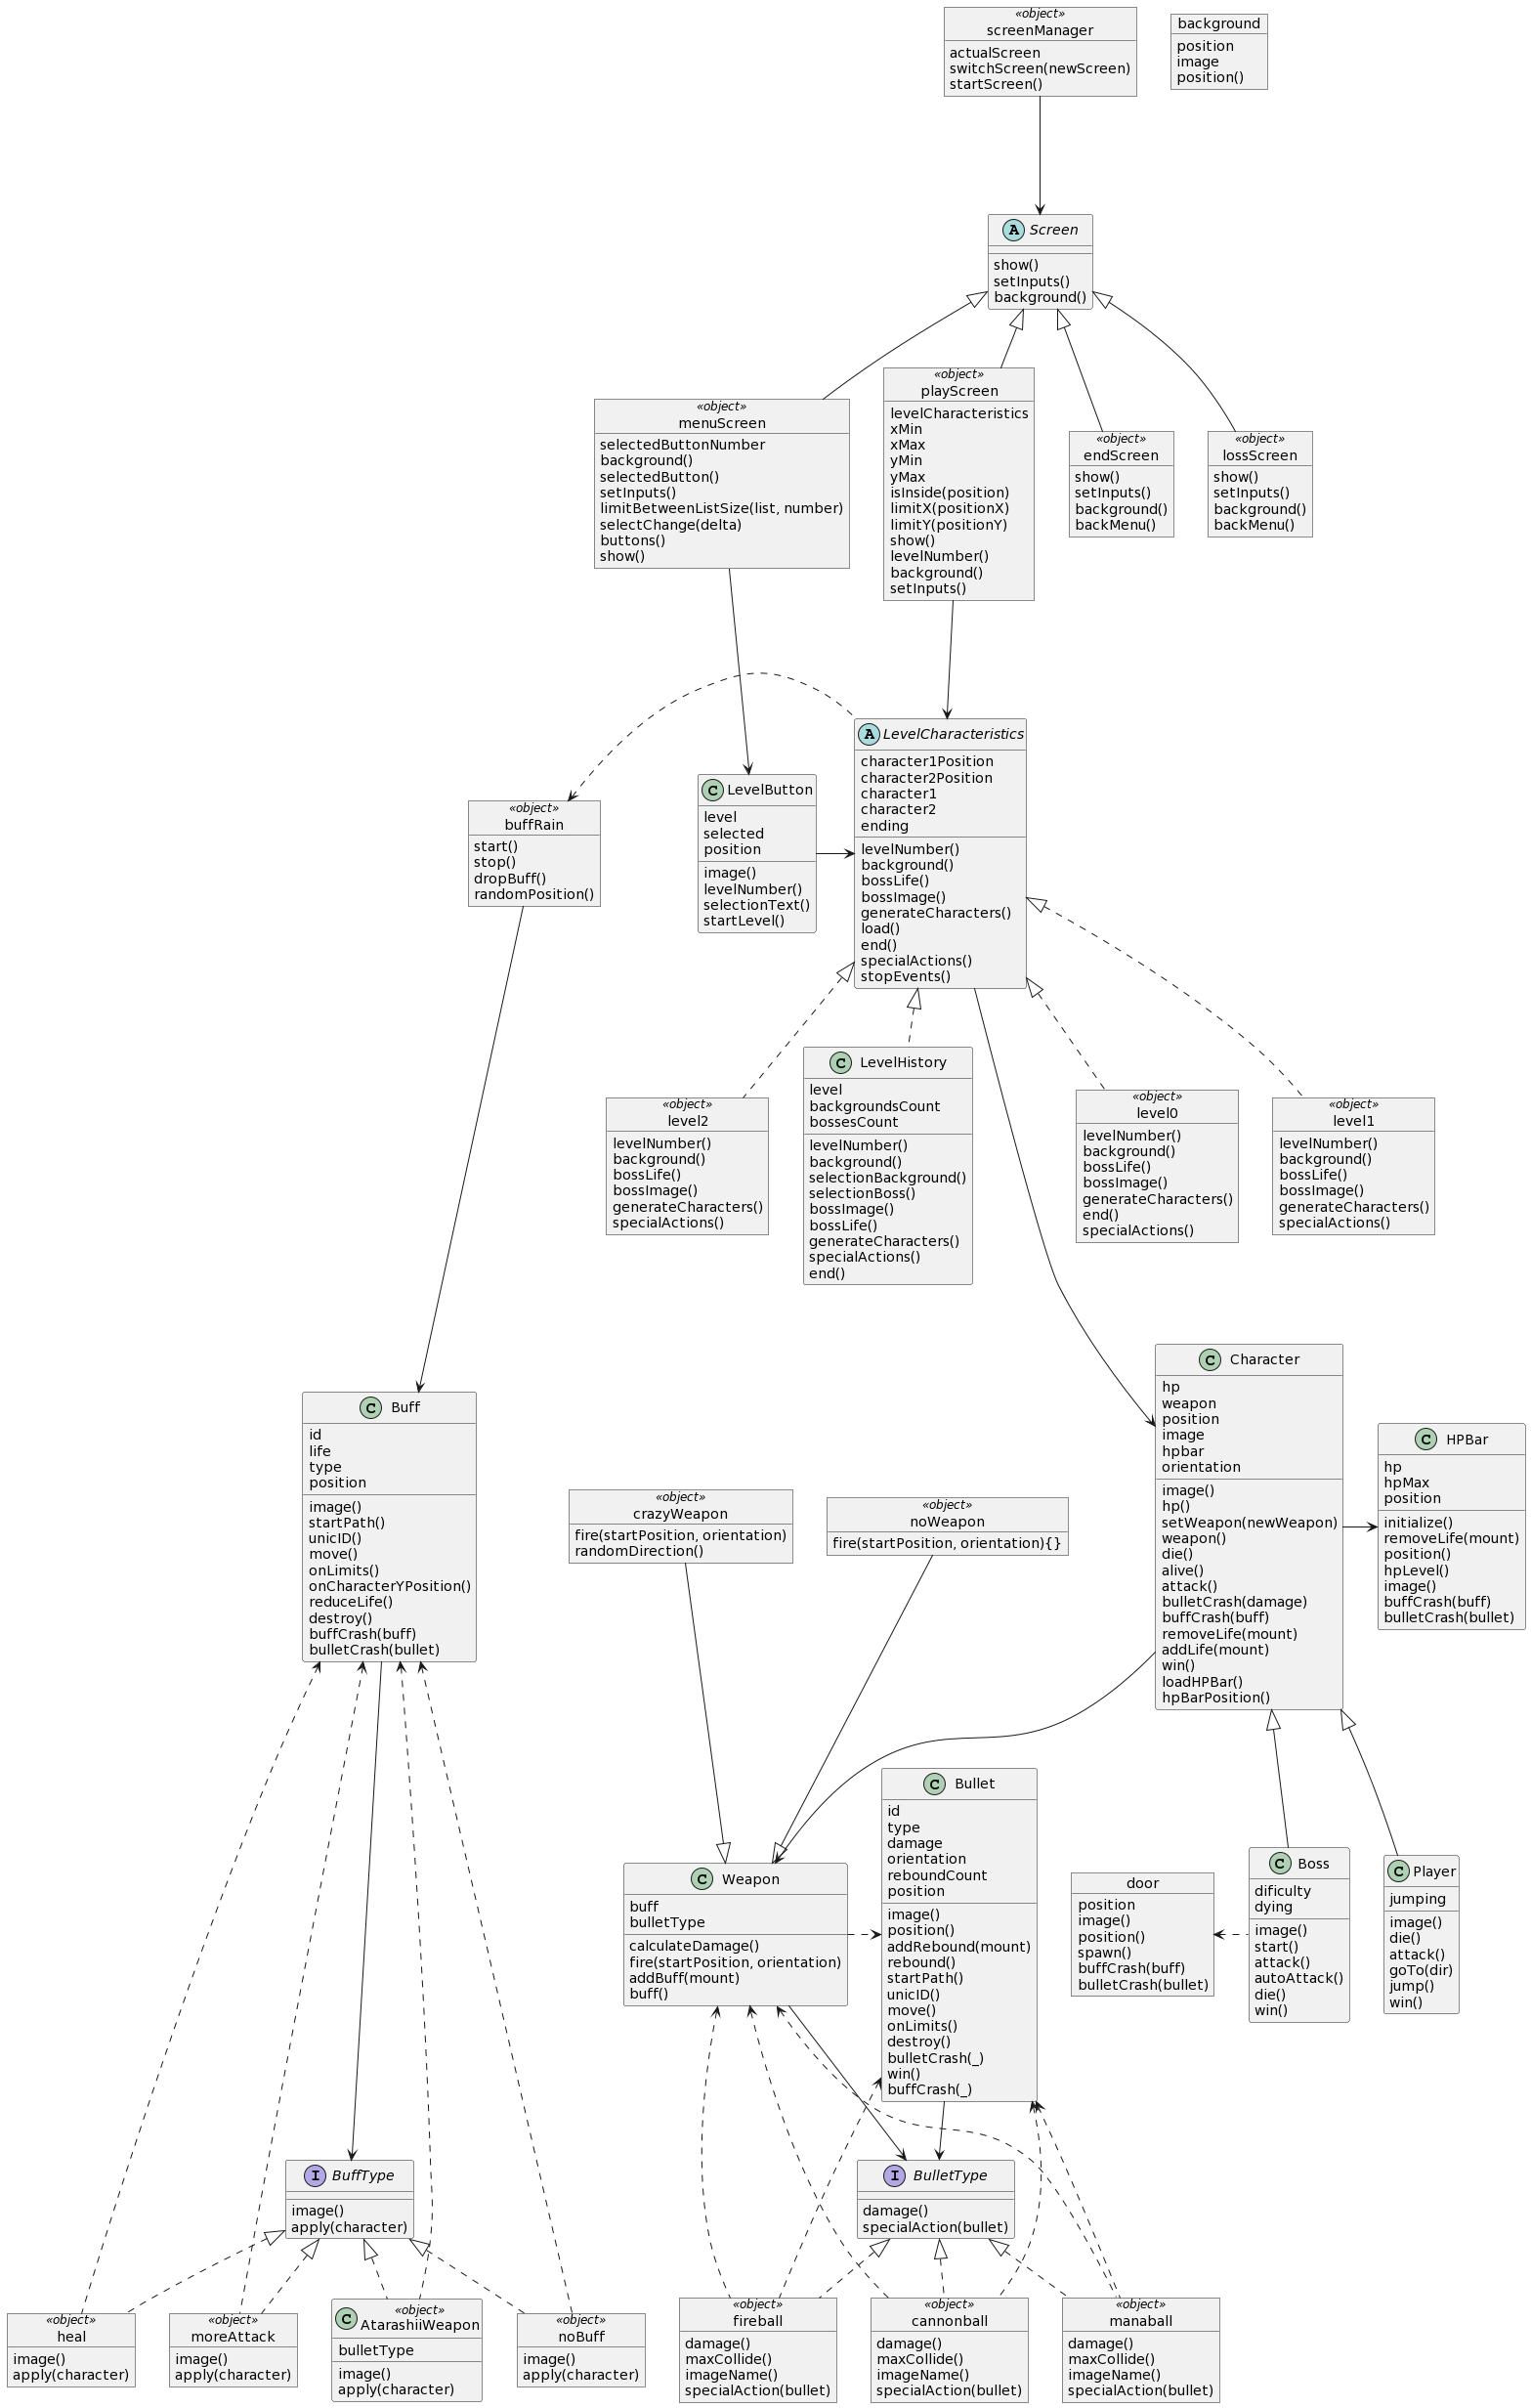 «object»
screenManager
actualScreen
switchScreen(newScreen)
startScreen()
background
position
image
position()
A Screen
show()
setInputs()
background()
«object»
menuScreen
selectedButtonNumber
background()
selectedButton()
setInputs()
limitBetweenListSize(list, number)
selectChange(delta)
buttons()
show()
«object»
playScreen
levelCharacteristics
xMin
xMax
yMin
yMax
isInside(position)
limitX(positionX)
limitY(positionY)
show()
levelNumber()
background()
setInputs()
«object»
endScreen
show()
setInputs()
background()
backMenu()
«object»
lossScreen
show()
setInputs()
background()
backMenu()
«object»
buffRain
start()
stop()
dropBuff()
randomPosition()
C LevelButton
level
selected
position
image()
levelNumber()
selectionText()
startLevel()
A LevelCharacteristics
character1Position
character2Position
character1
character2
ending
levelNumber()
background()
bossLife()
bossImage()
generateCharacters()
load()
end()
specialActions()
stopEvents()
«object»
level2
levelNumber()
background()
bossLife()
bossImage()
generateCharacters()
specialActions()
C LevelHistory
level
backgroundsCount
bossesCount
levelNumber()
background()
selectionBackground()
selectionBoss()
bossImage()
bossLife()
generateCharacters()
specialActions()
end()
«object»
level0
levelNumber()
background()
bossLife()
bossImage()
generateCharacters()
end()
specialActions()
«object»
level1
levelNumber()
background()
bossLife()
bossImage()
generateCharacters()
specialActions()
C Buff
id
life
type
position
image()
startPath()
unicID()
move()
onLimits()
onCharacterYPosition()
reduceLife()
destroy()
buffCrash(buff)
bulletCrash(bullet)
«object»
crazyWeapon
fire(startPosition, orientation)
randomDirection()
«object»
noWeapon
fire(startPosition, orientation){}
C Character
hp
weapon
position
image
hpbar
orientation
image()
hp()
setWeapon(newWeapon)
weapon()
die()
alive()
attack()
bulletCrash(damage)
buffCrash(buff)
removeLife(mount)
addLife(mount)
win()
loadHPBar()
hpBarPosition()
C HPBar
hp
hpMax
position
initialize()
removeLife(mount)
position()
hpLevel()
image()
buffCrash(buff)
bulletCrash(bullet)
C Weapon
buff
bulletType
calculateDamage()
fire(startPosition, orientation)
addBuff(mount)
buff()
C Bullet
id
type
damage
orientation
reboundCount
position
image()
position()
addRebound(mount)
rebound()
startPath()
unicID()
move()
onLimits()
destroy()
bulletCrash(_)
win()
buffCrash(_)
door
position
image()
position()
spawn()
buffCrash(buff)
bulletCrash(bullet)
C Boss
dificulty
dying
image()
start()
attack()
autoAttack()
die()
win()
C Player
jumping
image()
die()
attack()
goTo(dir)
jump()
win()
I BuffType
image()
apply(character)
I BulletType
damage()
specialAction(bullet)
«object»
heal
image()
apply(character)
«object»
moreAttack
image()
apply(character)
«object»
C AtarashiiWeapon
bulletType
image()
apply(character)
«object»
noBuff
image()
apply(character)
«object»
fireball
damage()
maxCollide()
imageName()
specialAction(bullet)
«object»
cannonball
damage()
maxCollide()
imageName()
specialAction(bullet)
«object»
manaball
damage()
maxCollide()
imageName()
specialAction(bullet)